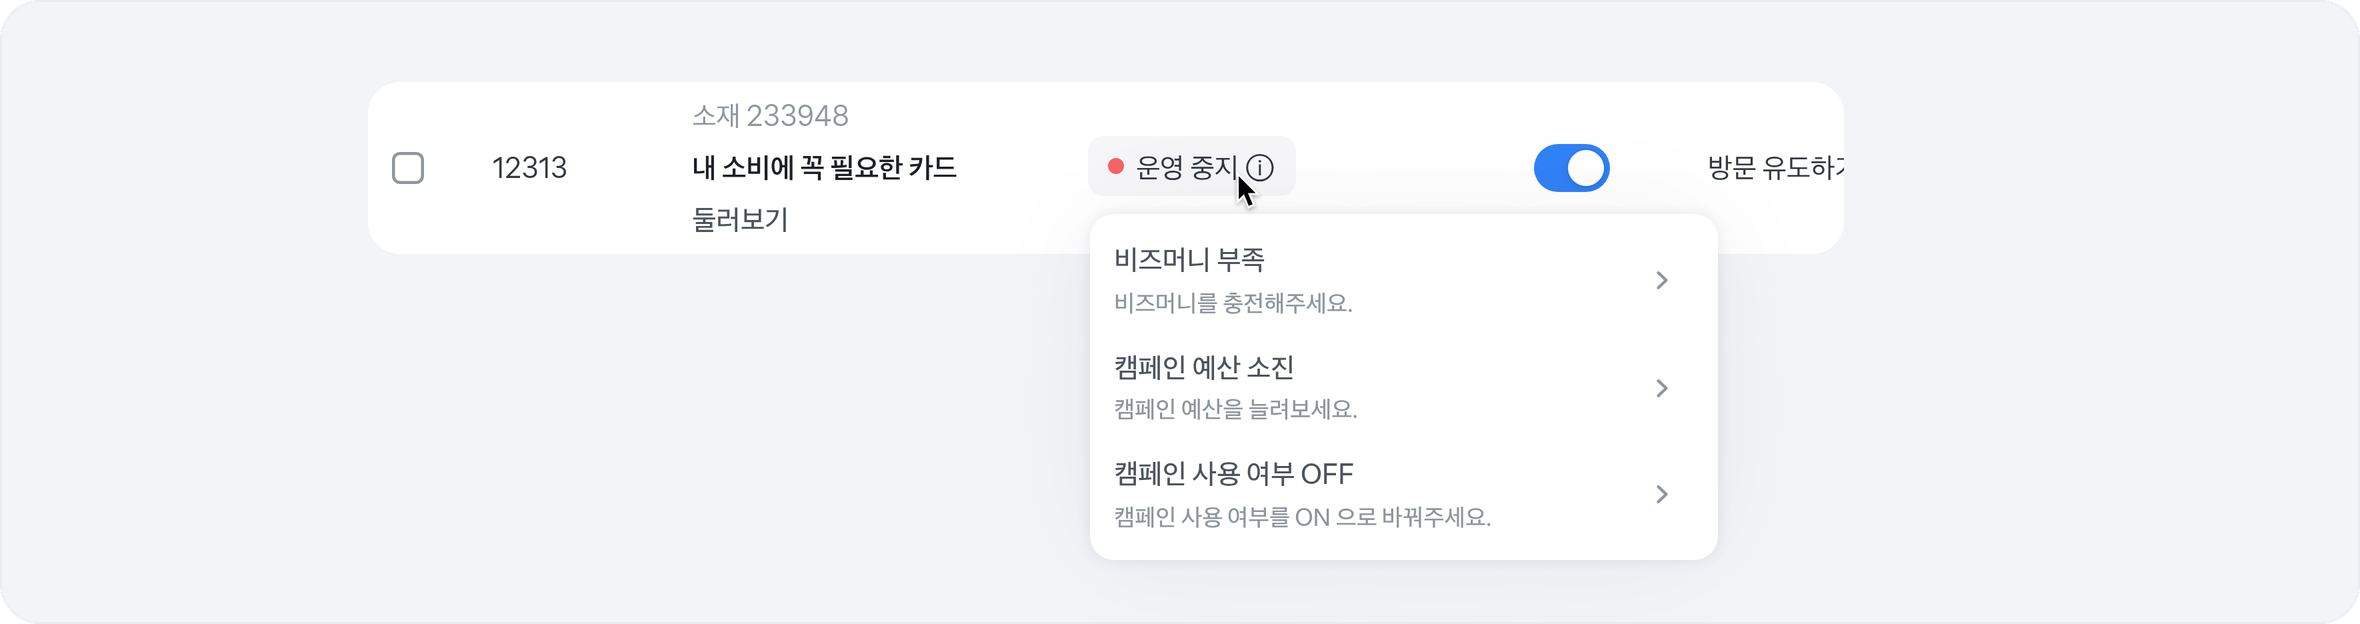 소재 233948
12313
내 소비에 꼭 필요한 카드
둘러보기
운영 중지
방문 유도하기
비즈머니 부족
비즈머니를 충전해주세요.
캠페인 예산 소진
캠페인 예산을 늘려보세요.
캠페인 사용 여부 OFF
캠페인 사용 여부를 ON 으로 바꿔주세요.